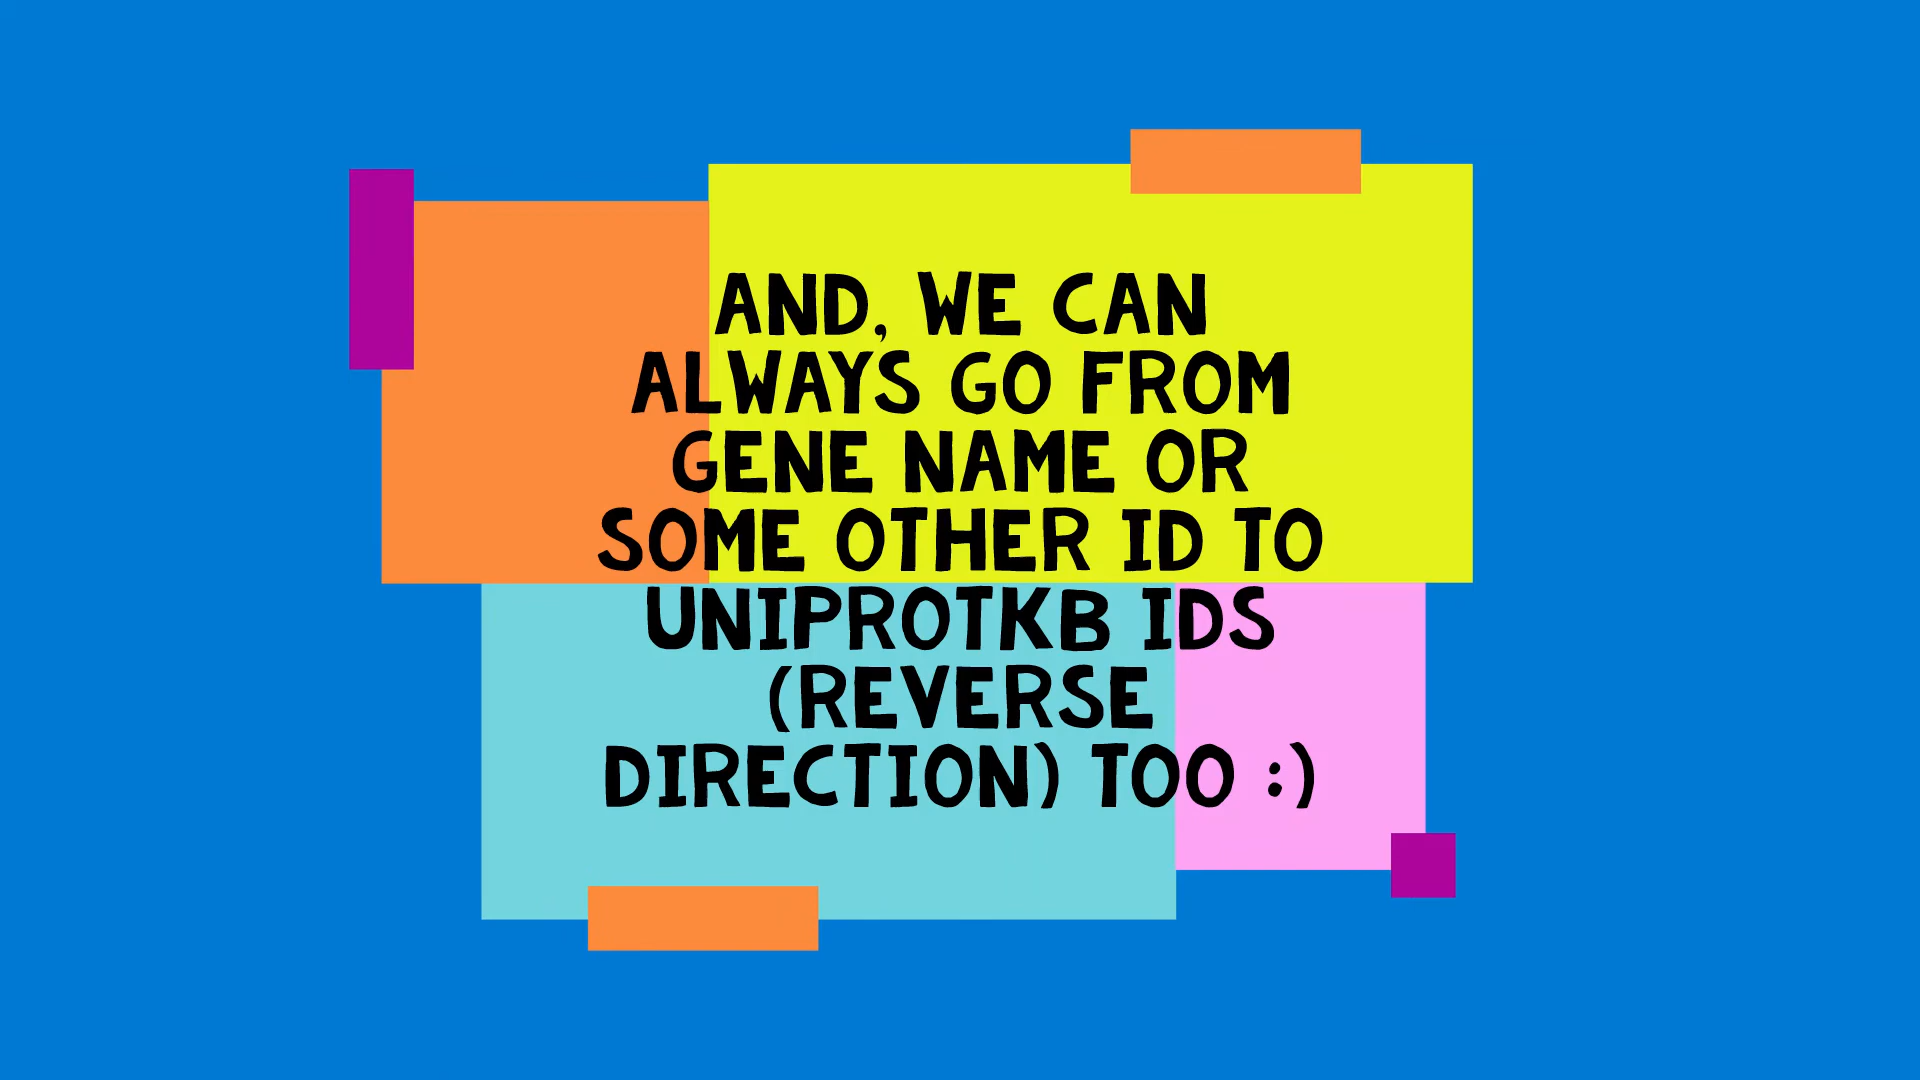 AND, WE CAN
ALWAYS GO FROM
GENE NAME OR
SOME OTHER ID TO
UNIPROTKB IDS
(REVERSE
DIRECTION) TOO :)